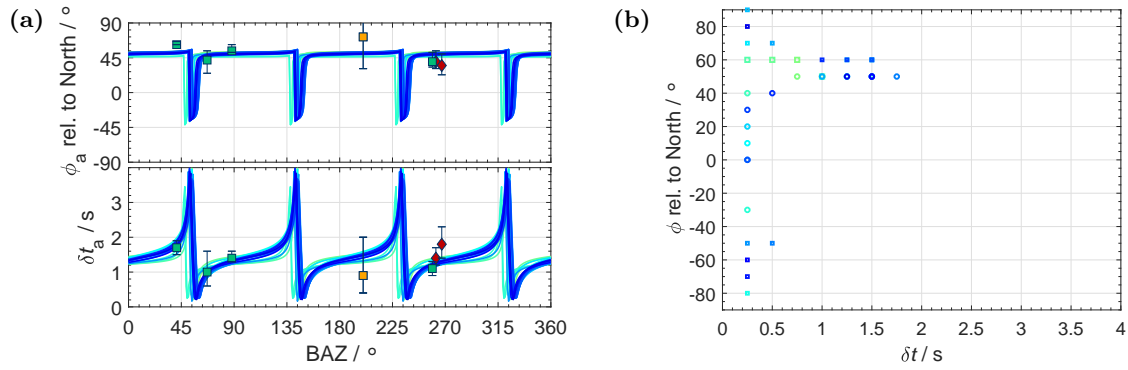 (a)
90
45
0
-45
-90
ϕ_a rel. to North / °
3
2
1
0
δt_a / s
0 45 90 135 180 225 270 315 360
BAZ / °
(b)
80
60
40
20
0
-20
-40
-60
-80
ϕ rel. to North / °
0 0.5 1 1.5 2 2.5 3 3.5 4
δt / s